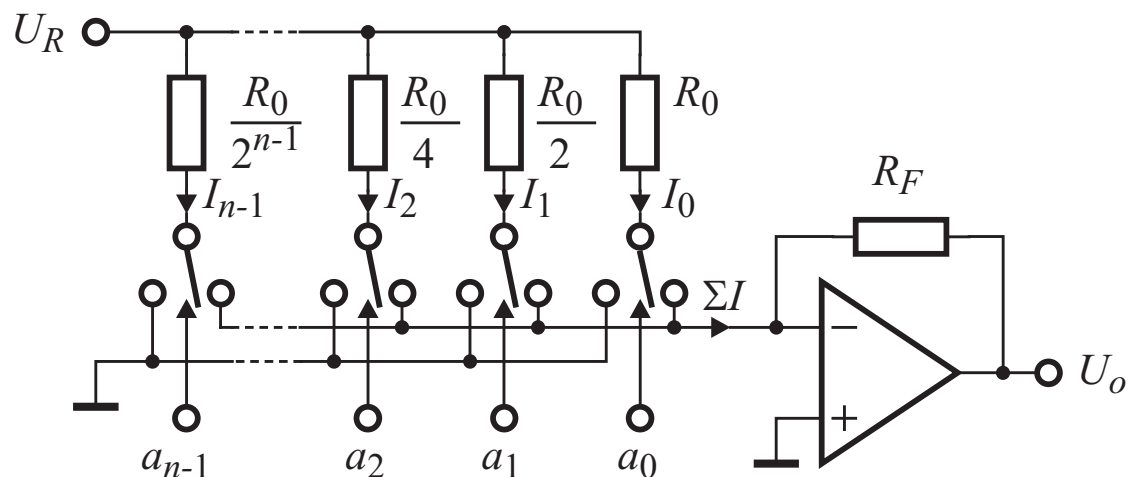 U_R
R_0/2^{n-1} R_0/4 R_0/2 R_0
I_{n-1} I_2 I_1 I_0
R_F
ΣI
−
+
U_o
a_{n-1} a_2 a_1 a_0